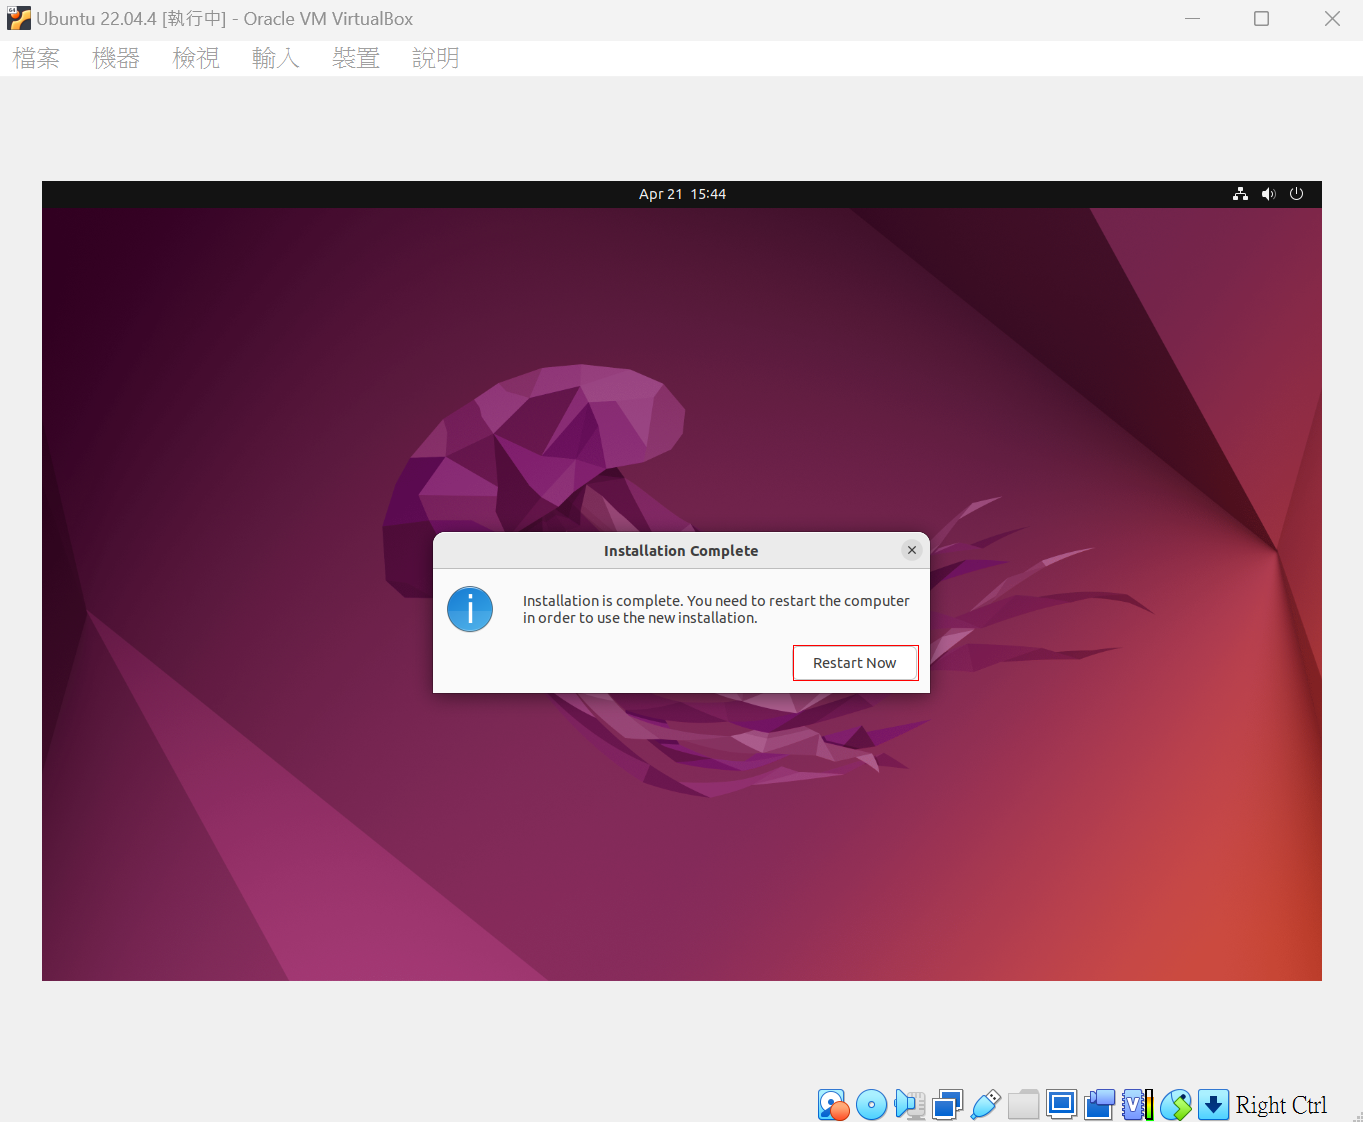 Ubuntu 22.04.4 [執行中] - Oracle VM VirtualBox
檔案 機器 檢視 輸入 裝置 說明
Apr 21 15:44
Installation Complete
Installation is complete. You need to restart the computer
in order to use the new installation.
Restart Now
Right Ctrl